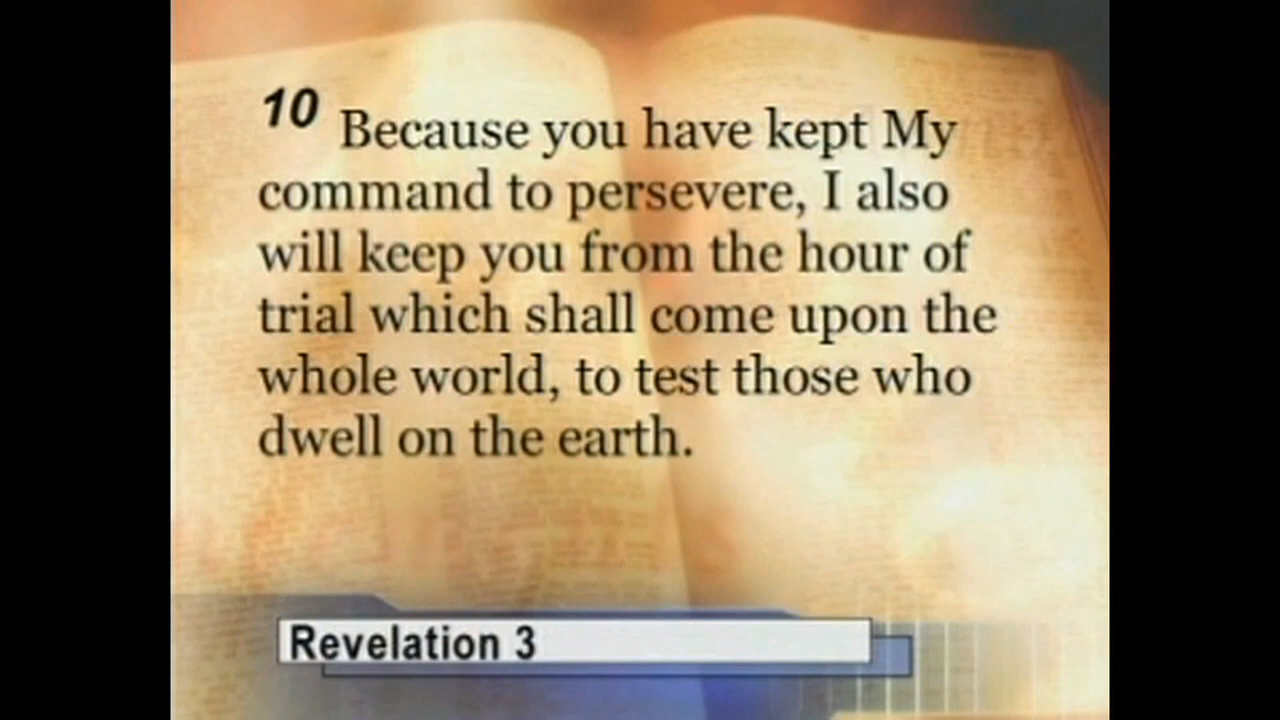 10 Because you have kept My
command to persevere, I also
will keep you from the hour of
trial which shall come upon the
whole world, to test those who
dwell on the earth.
Revelation 3